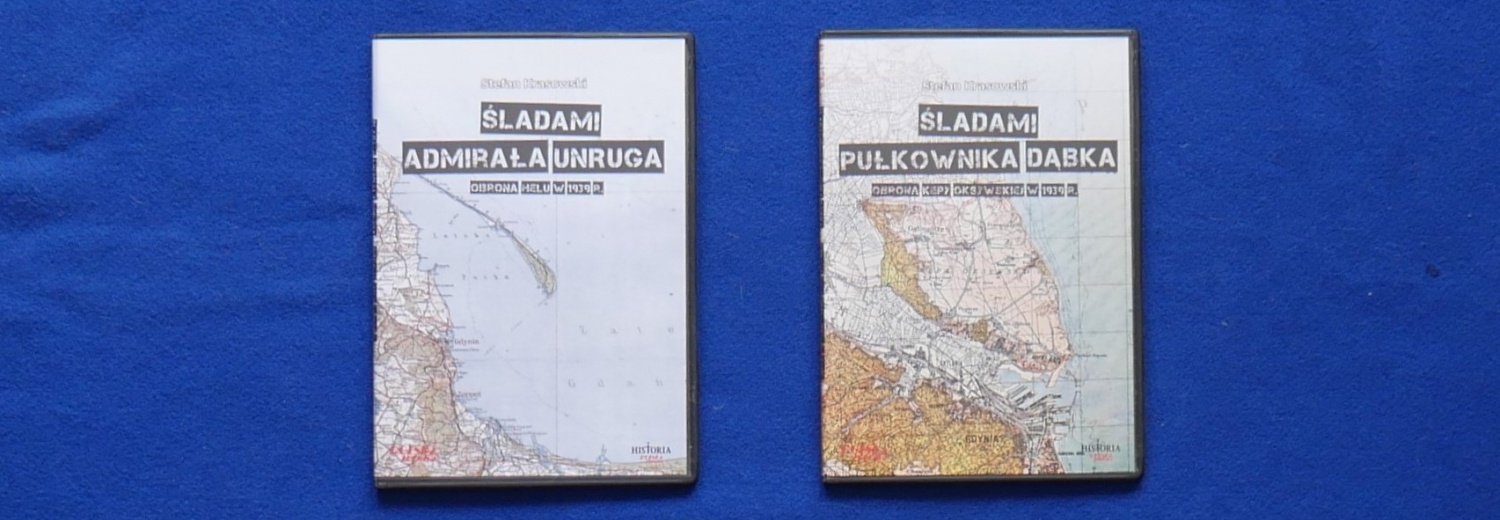 Stefan Krasowski
ŚLADAMI
ADMIRAŁA UNRUGA
OBRONA HELU W 1939 R.
Gdynia
HISTORIA
Stefan Krasowski
ŚLADAMI
PUŁKOWNIKA DĄBKA
OBRONA KĘPY OKSYWSKIEJ W 1939 R.
GDYNIA
HISTORIA